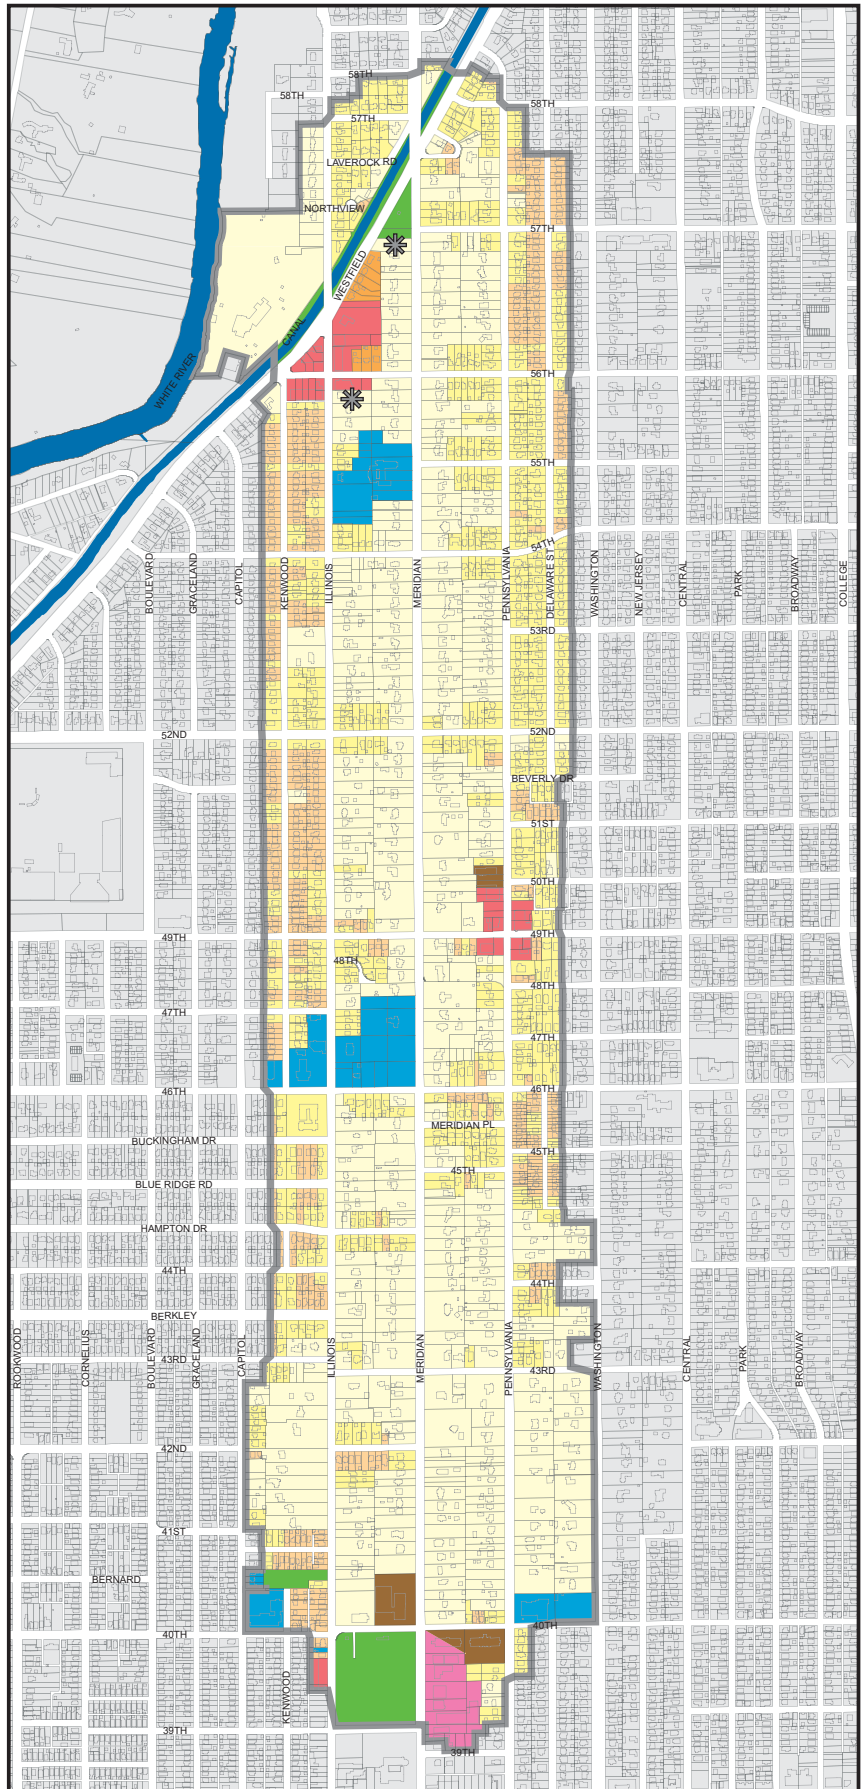 58TH
58TH
58TH
57TH
LAVEROCK RD
NORTHVIEW
57TH
WESTFIELD
CANAL
WHITE RIVER
56TH
55TH
54TH
BOULEVARD
GRACELAND
CAPITOL
KENWOOD
ILLINOIS
MERIDIAN
PENNSYLVANIA
DELAWARE ST
WASHINGTON
NEW JERSEY
CENTRAL
PARK
BROADWAY
COLLEGE
53RD
52ND
52ND
BEVERLY DR
51ST
50TH
49TH
49TH
48TH
48TH
47TH
47TH
46TH
46TH
MERIDIAN PL
BUCKINGHAM DR
45TH
45TH
BLUE RIDGE RD
HAMPTON DR
44TH
44TH
BERKLEY
ROCKWOOD
CORNELIUS
BOULEVARD
GRACELAND
CAPITOL
ILLINOIS
MERIDIAN
PENNSYLVANIA
WASHINGTON
CENTRAL
PARK
BROADWAY
43RD
43RD
42ND
41ST
BERNARD
40TH
40TH
KENWOOD
39TH
39TH